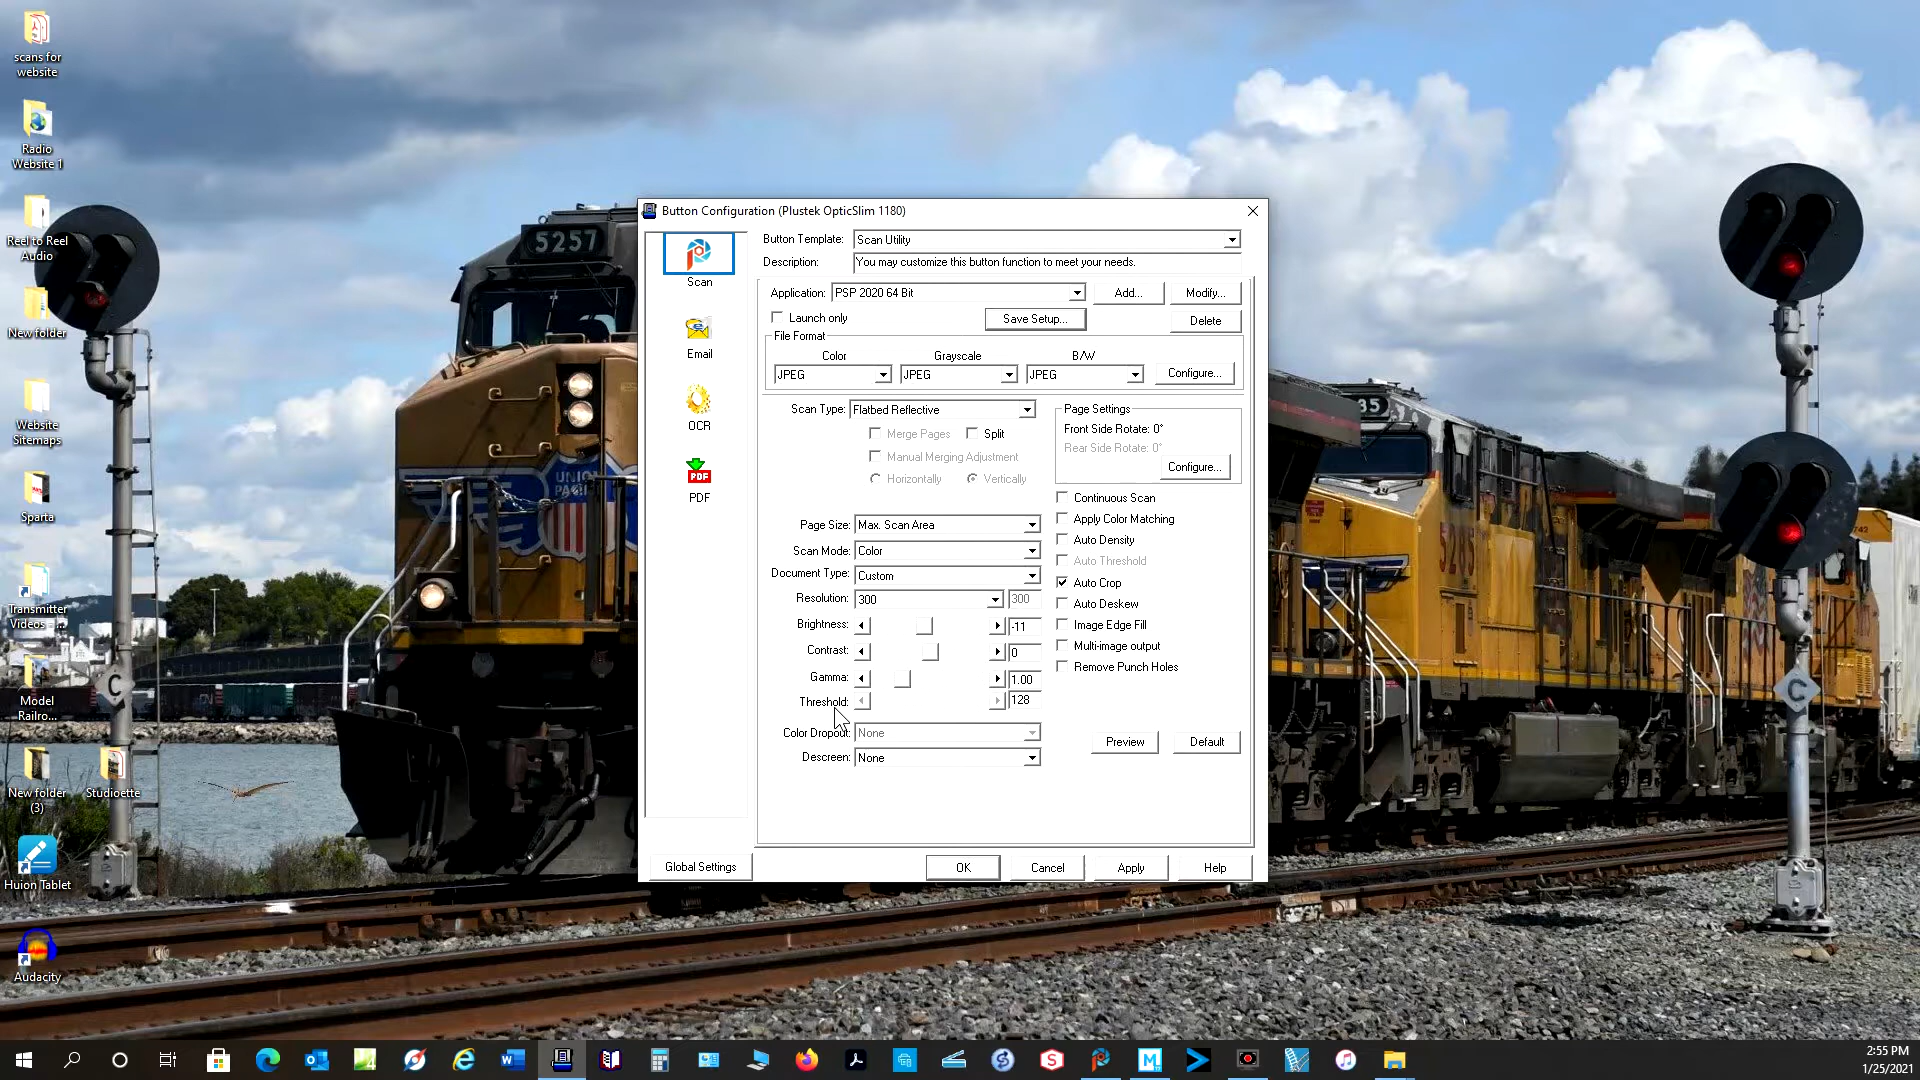 scans for
website
Radio
Website 1
Reel to Reel
Audio
New folder
Website
Sitemaps
Sparta
Transmitter
Videos - ...
Model
Railro...
New folder
(3)
Studioette
Huion Tablet
Audacity
5257
UNION
PACIFIC
C
Button Configuration (Plustek OpticSlim 1180)
Scan
Email
OCR
PDF
PDF
Button Template: Scan Utility
Description: You may customize this button function to meet your needs.
Application: PSP 2020 64 Bit Add... Modify...
Launch only Save Setup... Delete
File Format
Color Grayscale B/W
JPEG JPEG JPEG Configure...
Scan Type: Flatbed Reflective
Merge Pages Split
Manual Merging Adjustment
Horizontally Vertically
Page Settings
Front Side Rotate: 0°
Rear Side Rotate: 0°
Configure...
Page Size: Max. Scan Area
Scan Mode: Color
Document Type: Custom
Resolution: 300 300
Brightness: -11
Contrast: 0
Gamma: 1.00
Threshold: 128
Color Dropout: None
Descreen: None
Continuous Scan
Apply Color Matching
Auto Density
Auto Threshold
Auto Crop
Auto Deskew
Image Edge Fill
Multi-image output
Remove Punch Holes
Preview Default
Global Settings OK Cancel Apply Help
C
2:55 PM
1/25/2021